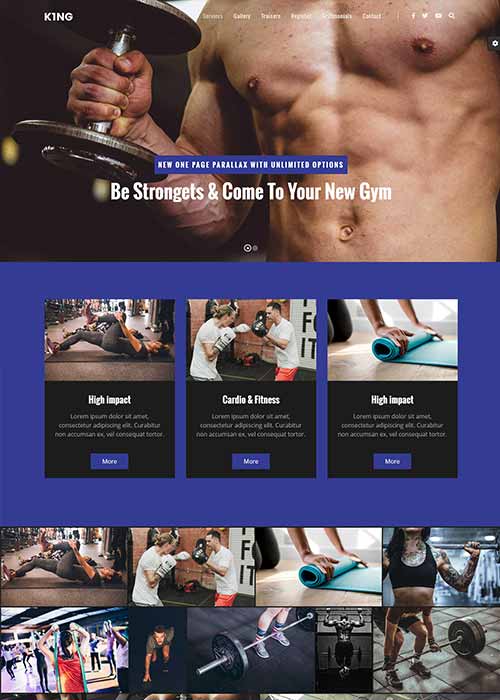 K1NG
Services Gallery Trainers Register Testimonials Contact
NEW ONE PAGE PARALLAX WITH UNLIMITED OPTIONS
Be Strongets & Come To Your New Gym
FO
IT
High impact
Cardio & Fitness
High impact
Lorem ipsum dolor sit amet,
consectetur adipiscing elit. Curabitur
non accumsan ex, vel consequat tortor.
Lorem ipsum dolor sit amet,
consectetur adipiscing elit. Curabitur
non accumsan ex, vel consequat tortor.
Lorem ipsum dolor sit amet,
consectetur adipiscing elit. Curabitur
non accumsan ex, vel consequat tortor.
More
More
More